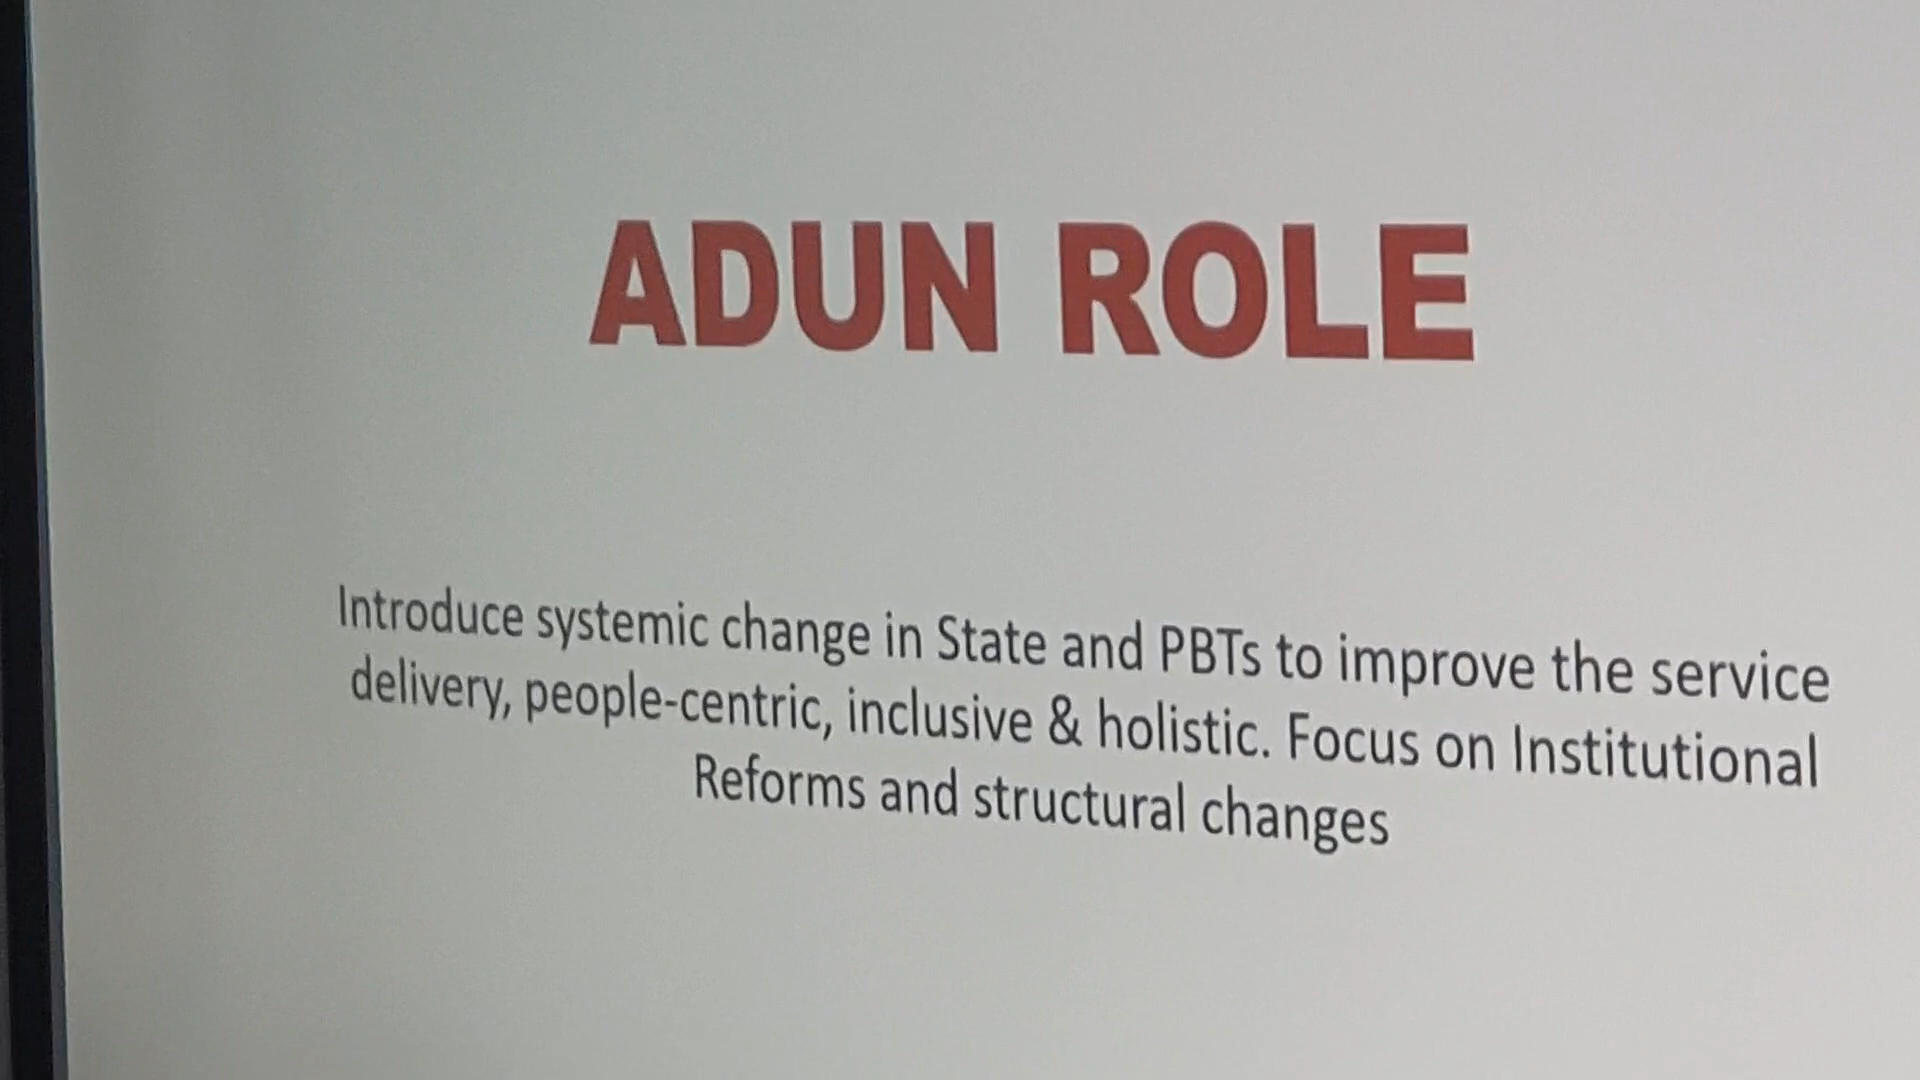 ADUN ROLE
Introduce systemic change in State and PBTs to improve the service
delivery, people-centric, inclusive & holistic. Focus on Institutional
Reforms and structural changes